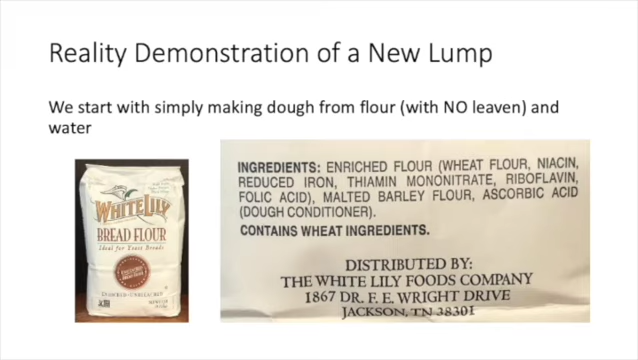 Reality Demonstration of a New Lump
We start with simply making dough from flour (with NO leaven) and
water
WHITE LILY
BREAD FLOUR
Ideal for Yeast Breads
INGREDIENTS: ENRICHED FLOUR (WHEAT FLOUR, NIACIN,
REDUCED IRON, THIAMIN MONONITRATE, RIBOFLAVIN,
FOLIC ACID), MALTED BARLEY FLOUR, ASCORBIC ACID
(DOUGH CONDITIONER).
CONTAINS WHEAT INGREDIENTS.
DISTRIBUTED BY:
THE WHITE LILY FOODS COMPANY
1867 DR. F. E. WRIGHT DRIVE
JACKSON, TN 38301